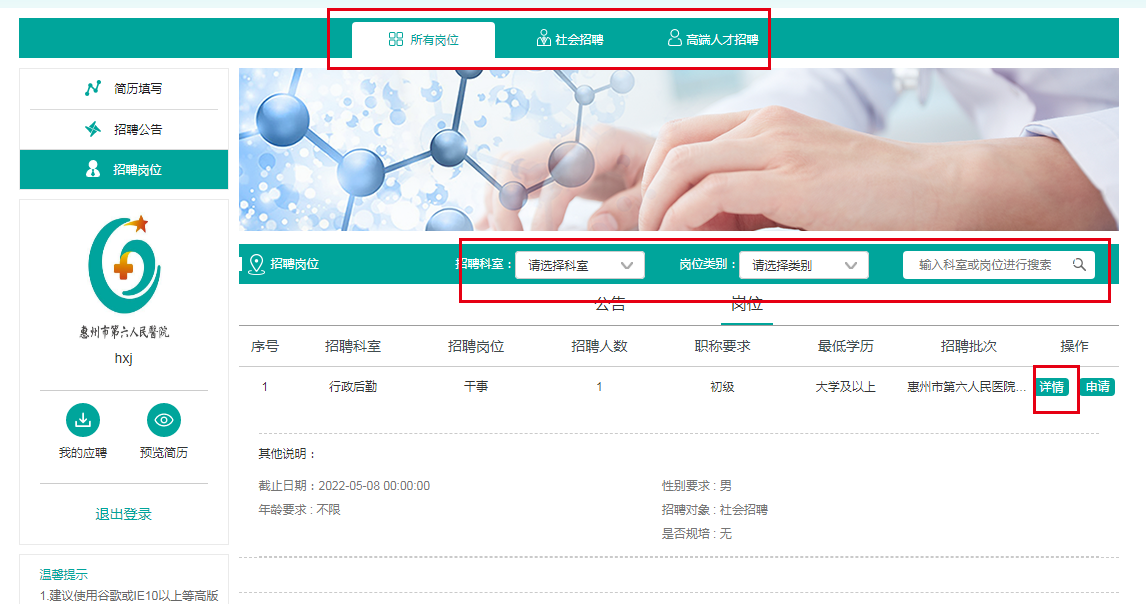 所有岗位 社会招聘 高端人才招聘
简历填写
招聘公告
招聘岗位
惠州市第六人民醫院
hxj
我的应聘 预览简历
退出登录
温馨提示
1.建议使用谷歌或IE10以上等高版
招聘岗位 招聘科室： 请选择科室 岗位类别： 请选择类别 输入科室或岗位进行搜索
公告 岗位
序号 招聘科室 招聘岗位 招聘人数 职称要求 最低学历 招聘批次 操作
1 行政后勤 干事 1 初级 大学及以上 惠州市第六人民医院... 详情 申请
其他说明：
截止日期：2022-05-08 00:00:00 性别要求 : 男
年龄要求 : 不限 招聘对象 : 社会招聘
是否规培 : 无